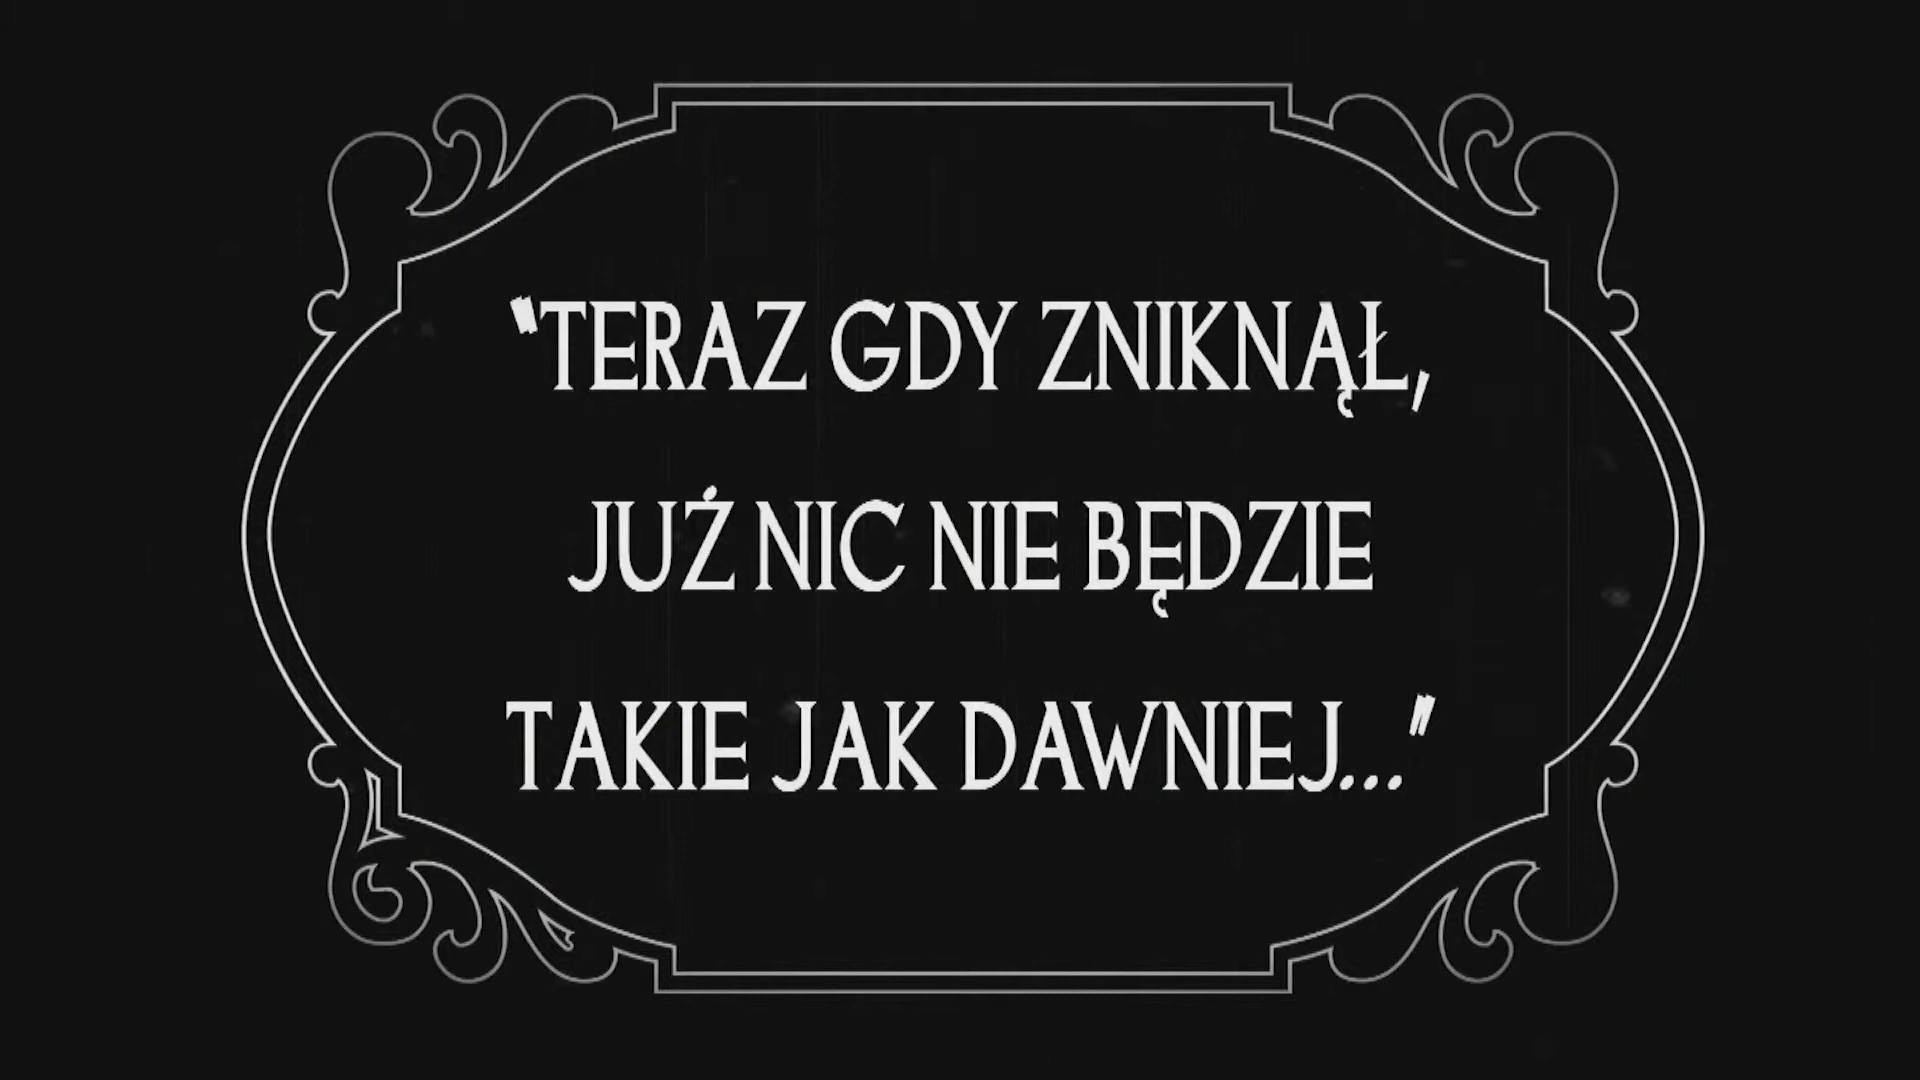 "TERAZ GDY ZNIKNĄŁ,
JUŻ NIC NIE BĘDZIE
TAKIE JAK DAWNIEJ..."